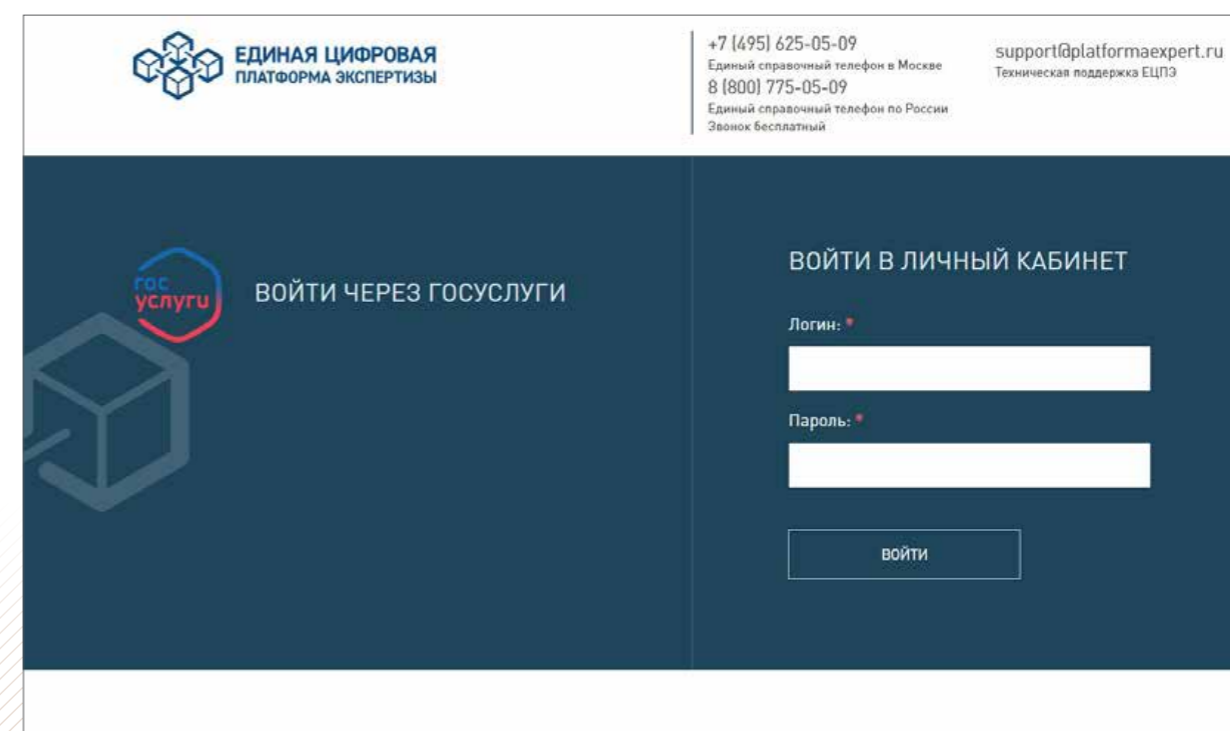 ЕДИНАЯ ЦИФРОВАЯ
ПЛАТФОРМА ЭКСПЕРТИЗЫ
+7 (495) 625-05-09
Единый справочный телефон в Москве
8 (800) 775-05-09
Единый справочный телефон по России
Звонок бесплатный
support@platformaexpert.ru
Техническая поддержка ЕЦПЭ
гос
услуги
ВОЙТИ ЧЕРЕЗ ГОСУСЛУГИ
ВОЙТИ В ЛИЧНЫЙ КАБИНЕТ
Логин: *
Пароль: *
ВОЙТИ